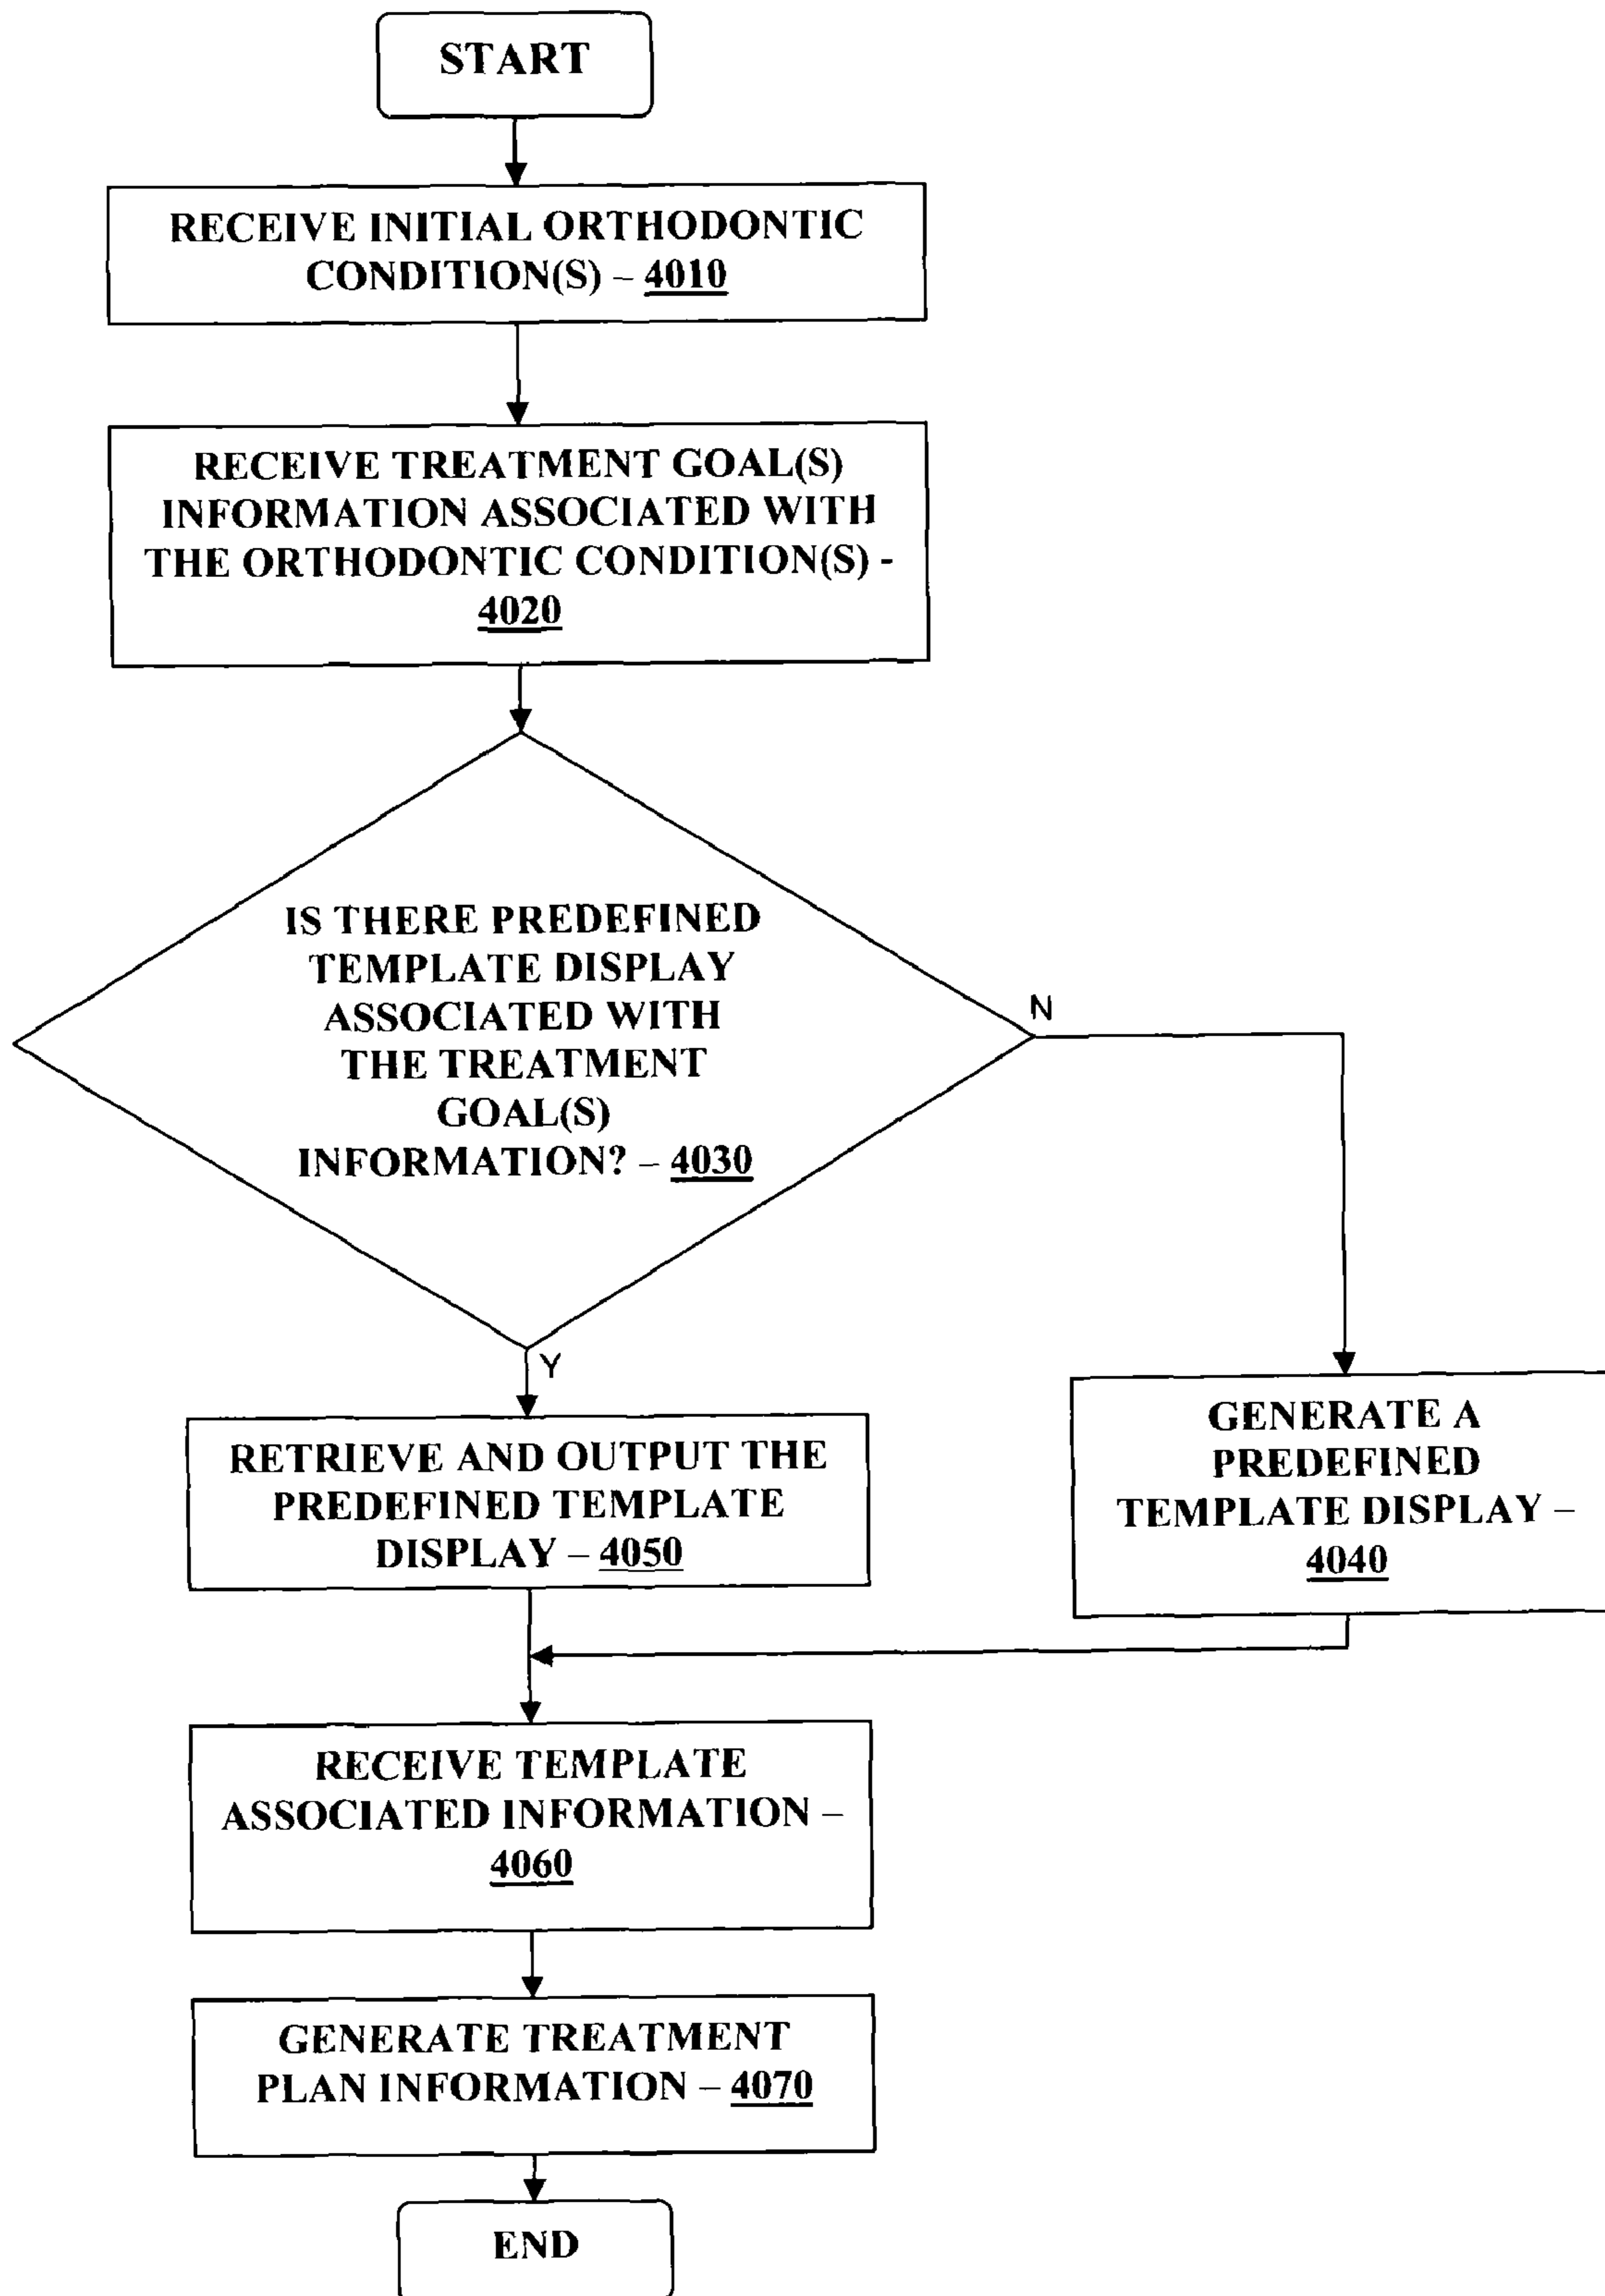 START
RECEIVE INITIAL ORTHODONTIC
CONDITION(S) – 4010
RECEIVE TREATMENT GOAL(S)
INFORMATION ASSOCIATED WITH
THE ORTHODONTIC CONDITION(S) -
4020
IS THERE PREDEFINED
TEMPLATE DISPLAY
ASSOCIATED WITH
THE TREATMENT
GOAL(S)
INFORMATION? – 4030
N
Y
RETRIEVE AND OUTPUT THE
PREDEFINED TEMPLATE
DISPLAY – 4050
GENERATE A
PREDEFINED
TEMPLATE DISPLAY –
4040
RECEIVE TEMPLATE
ASSOCIATED INFORMATION –
4060
GENERATE TREATMENT
PLAN INFORMATION – 4070
END